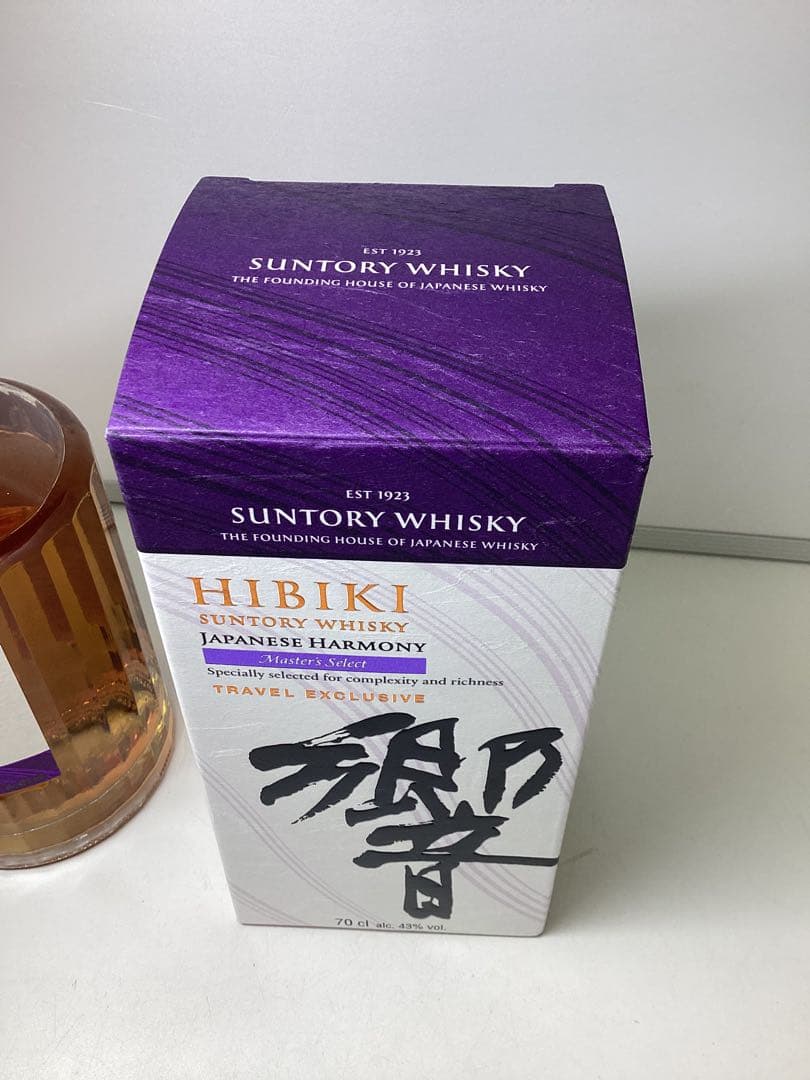 EST 1923
SUNTORY WHISKY
THE FOUNDING HOUSE OF JAPANESE WHISKY
EST 1923
SUNTORY WHISKY
THE FOUNDING HOUSE OF JAPANESE WHISKY
HIBIKI
SUNTORY WHISKY
JAPANESE HARMONY
Master's Select
Specially selected for complexity and richness
TRAVEL EXCLUSIVE
響
70 cl alc. 43% vol.